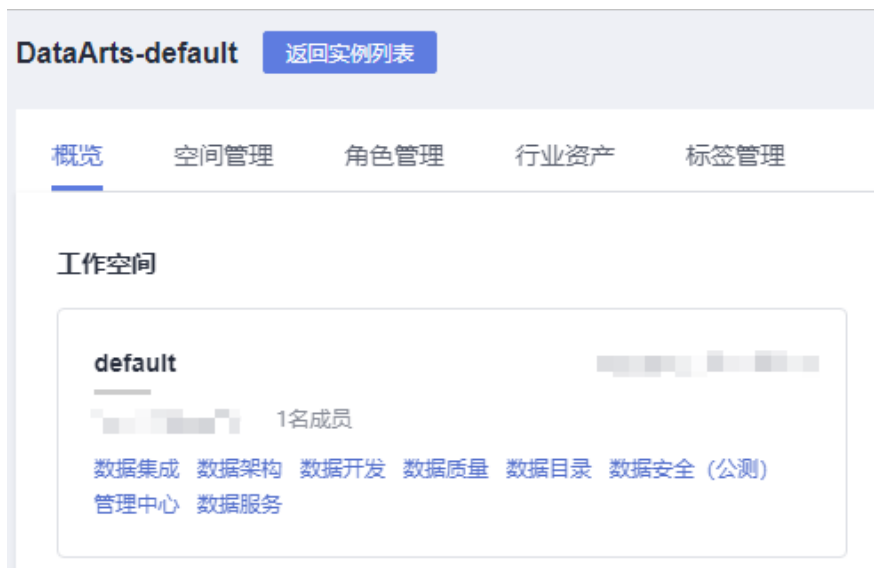 DataArts-default 返回实例列表
概览 空间管理 角色管理 行业资产 标签管理
工作空间
default
1名成员
数据集成 数据架构 数据开发 数据质量 数据目录 数据安全（公测）
管理中心 数据服务